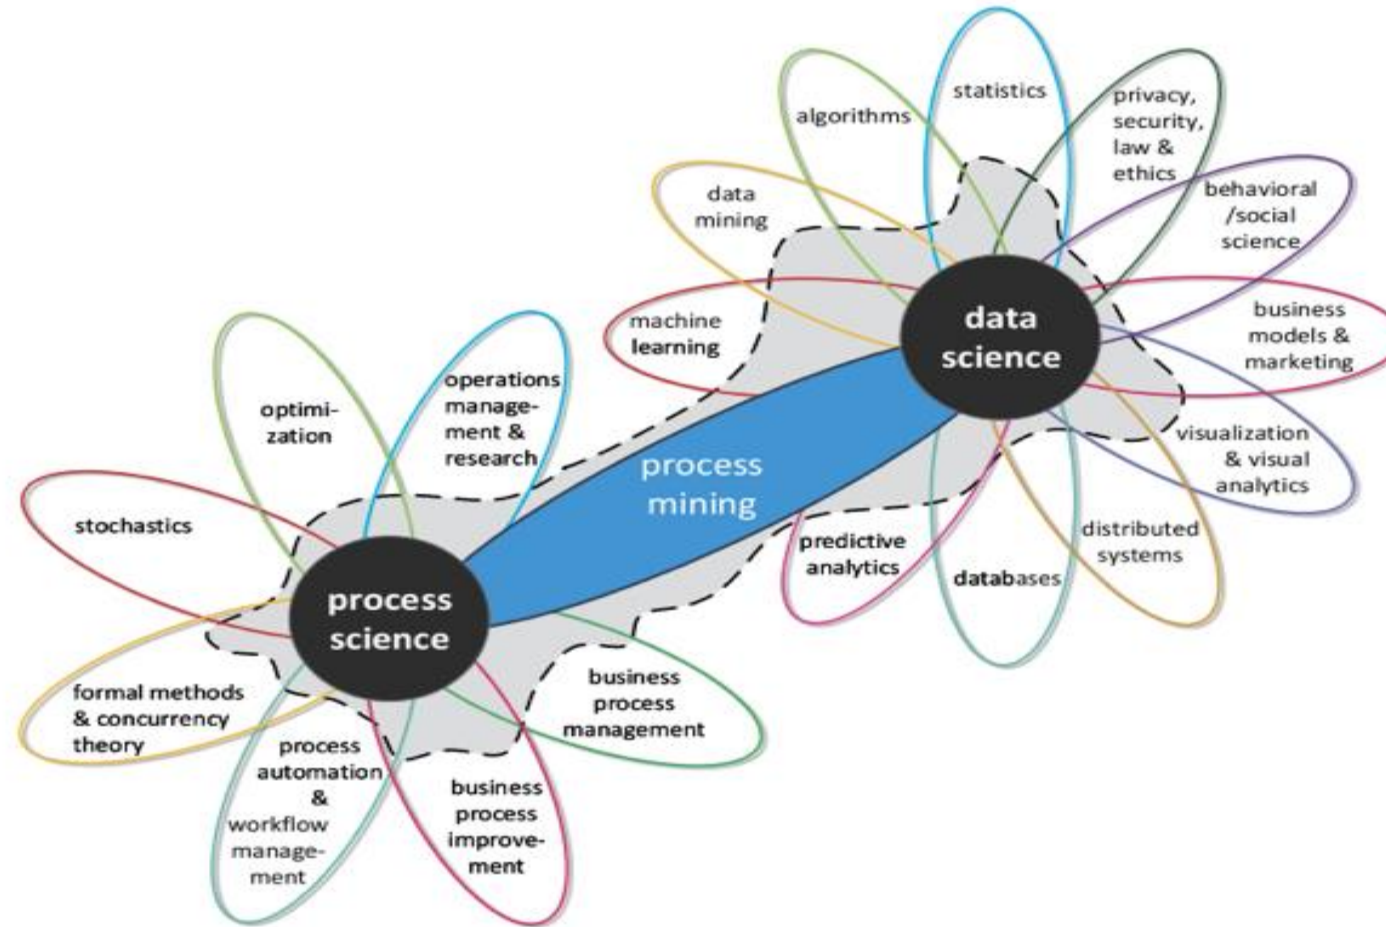 statistics
algorithms
privacy,
security,
law &
ethics
data
mining
behavioral
/social
science
machine
learning
data
science
business
models &
marketing
visualization
& visual
analytics
distributed
systems
databases
predictive
analytics
process
mining
operations
manage-
ment &
research
optimi-
zation
stochastics
process
science
formal methods
& concurrency
theory
process
automation
&
workflow
manage-
ment
business
process
improve-
ment
business
process
management